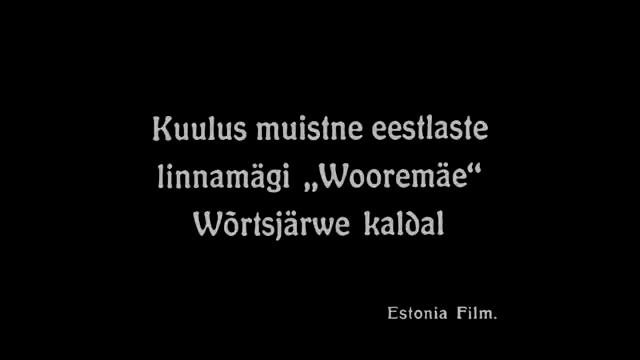 Kuulus muistne eestlaste
linnamägi „Wooremäe“
Wõrtsjärwe kaldal
Estonia Film.